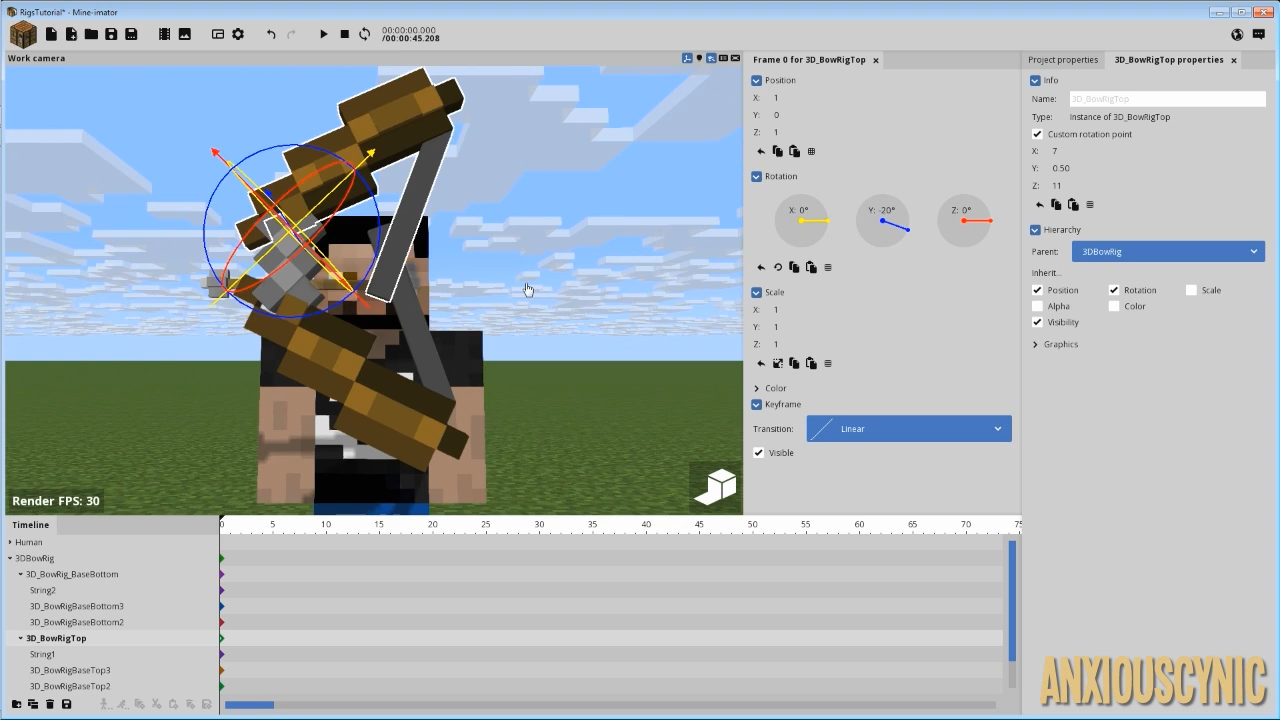 RigsTutorial* - Mine-imator
00:00:00.000
/00:00:45.208
Work camera
Render FPS: 30
Frame 0 for 3D_BowRigTop
Position
X: 1
Y: 0
Z: 1
Rotation
X: 0° Y: -20° Z: 0°
Scale
X: 1
Y: 1
Z: 1
Color
Keyframe
Transition: Linear
Visible
Project properties 3D_BowRigTop properties
Info
Name: 3D_BowRigTop
Type: Instance of 3D_BowRigTop
Custom rotation point
X: 7
Y: 0.50
Z: 11
Hierarchy
Parent: 3DBowRig
Inherit...
Position Rotation Scale
Alpha Color
Visibility
Graphics
Timeline
0 5 10 15 20 25 30 35 40 45 50 55 60 65 70 75
Human
3DBowRig
3D_BowRig_BaseBottom
String2
3D_BowRigBaseBottom3
3D_BowRigBaseBottom2
3D_BowRigTop
String1
3D_BowRigBaseTop3
3D_BowRigBaseTop2
ANXIOUSCYNIC